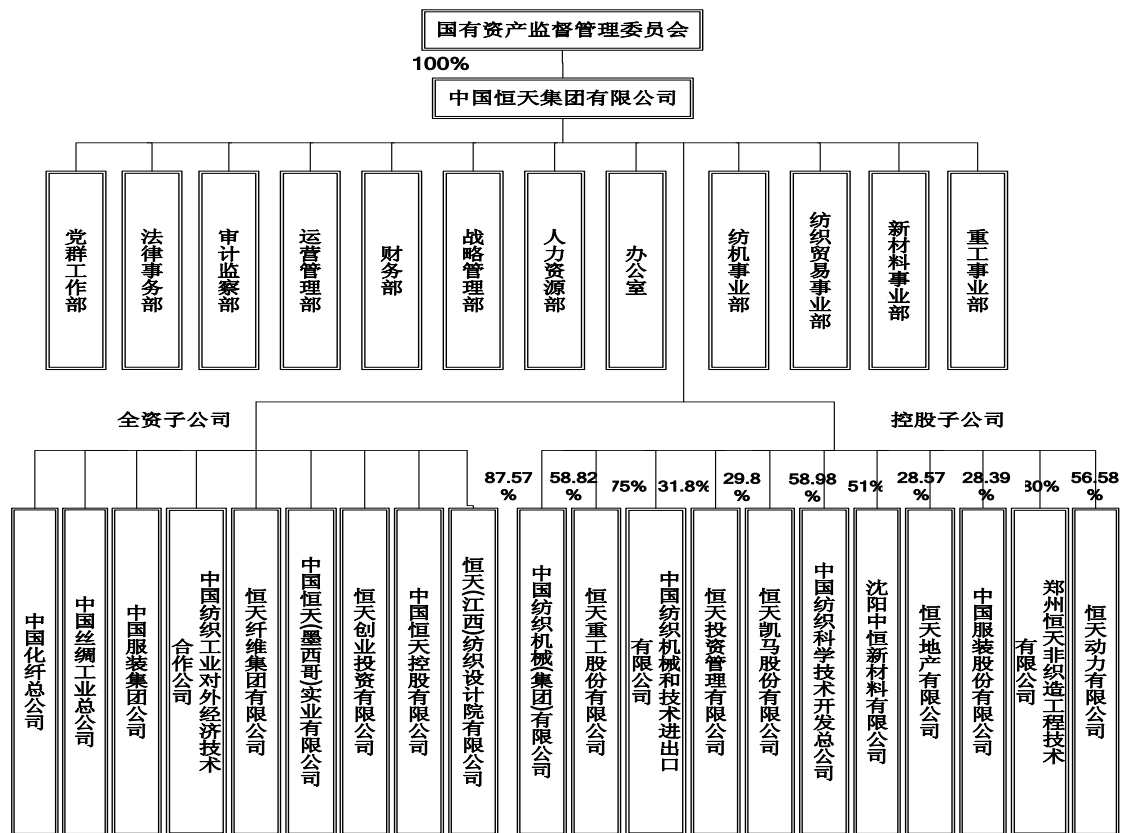 国有资产监督管理委员会
100%
中国恒天集团有限公司
党群工作部
法律事务部
审计监察部
运营管理部
财务部
战略管理部
人力资源部
办公室
纺机事业部
纺织贸易事业部
新材料事业部
重工事业部
全资子公司
控股子公司
87.57
%
58.82
%
75%
31.8%
29.8
%
58.98
%
51%
28.57
%
28.39
%
80%
56.58
%
中国化纤总公司
中国丝绸工业总公司
中国服装集团公司
中国纺织工业对外经济技术
合作公司
恒天纤维集团有限公司
中国恒天(墨西哥)实业有限公司
恒天创业投资有限公司
中国恒天控股有限公司
恒天(江西)纺织设计院有限公司
中国纺织机械(集团)有限公司
恒天重工股份有限公司
中国纺织机械和技术进出口
有限公司
恒天投资管理有限公司
恒天凯马股份有限公司
中国纺织科学技术开发总公司
沈阳中恒新材料有限公司
恒天地产有限公司
中国服装股份有限公司
郑州恒天非织造工程技术
有限公司
恒天动力有限公司